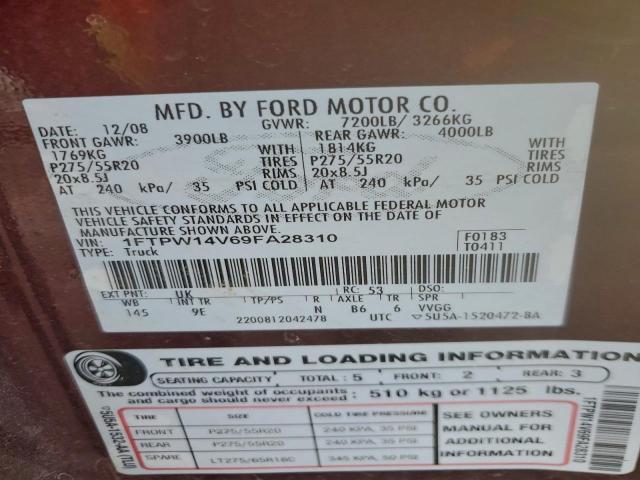 MFD. BY FORD MOTOR CO.
DATE: 12/08 GVWR: 7200LB/ 3266KG
FRONT GAWR: 3900LB REAR GAWR: 4000LB
1769KG 1814KG
P275/55R20 TIRES P275/55R20 TIRES
20x8.5J RIMS 20x8.5J RIMS
AT 240 kPa/ 35 PSI COLD AT 240 kPa/ 35 PSI COLD
THIS VEHICLE CONFORMS TO ALL APPLICABLE FEDERAL MOTOR
VEHICLE SAFETY STANDARDS IN EFFECT ON THE DATE OF
MANUFACTURE SHOWN ABOVE.
VIN: 1FTPW14V69FA28310 F0183
TYPE: Truck T0411
EXT PNT: UK RC: 53 DSO:
WB INT TR TP/PS R AXLE TR SPR
145 9E N B6 6 VVGG
2200812042478 UTC 5U5A-1520472-BA
TIRE AND LOADING INFORMATION
SEATING CAPACITY TOTAL: 5 FRONT: 2 REAR: 3
The combined weight of occupants and cargo should never exceed: 510 kg or 1125 lbs.
TIRE SIZE COLD TIRE PRESSURE
FRONT P275/55R20 240 KPA, 35 PSI
REAR P275/55R20 240 KPA, 35 PSI
SPARE LT275/65R18C 345 KPA, 50 PSI
SEE OWNERS
MANUAL FOR
ADDITIONAL
INFORMATION
1FTPW14V69FA28310